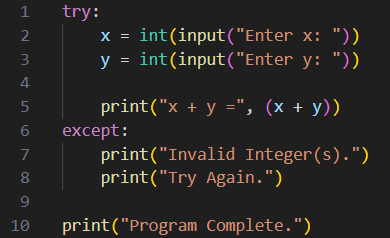 1 try:
2     x = int(input("Enter x: "))
3     y = int(input("Enter y: "))
4
5     print("x + y =", (x + y))
6 except:
7     print("Invalid Integer(s).")
8     print("Try Again.")
9
10 print("Program Complete.")